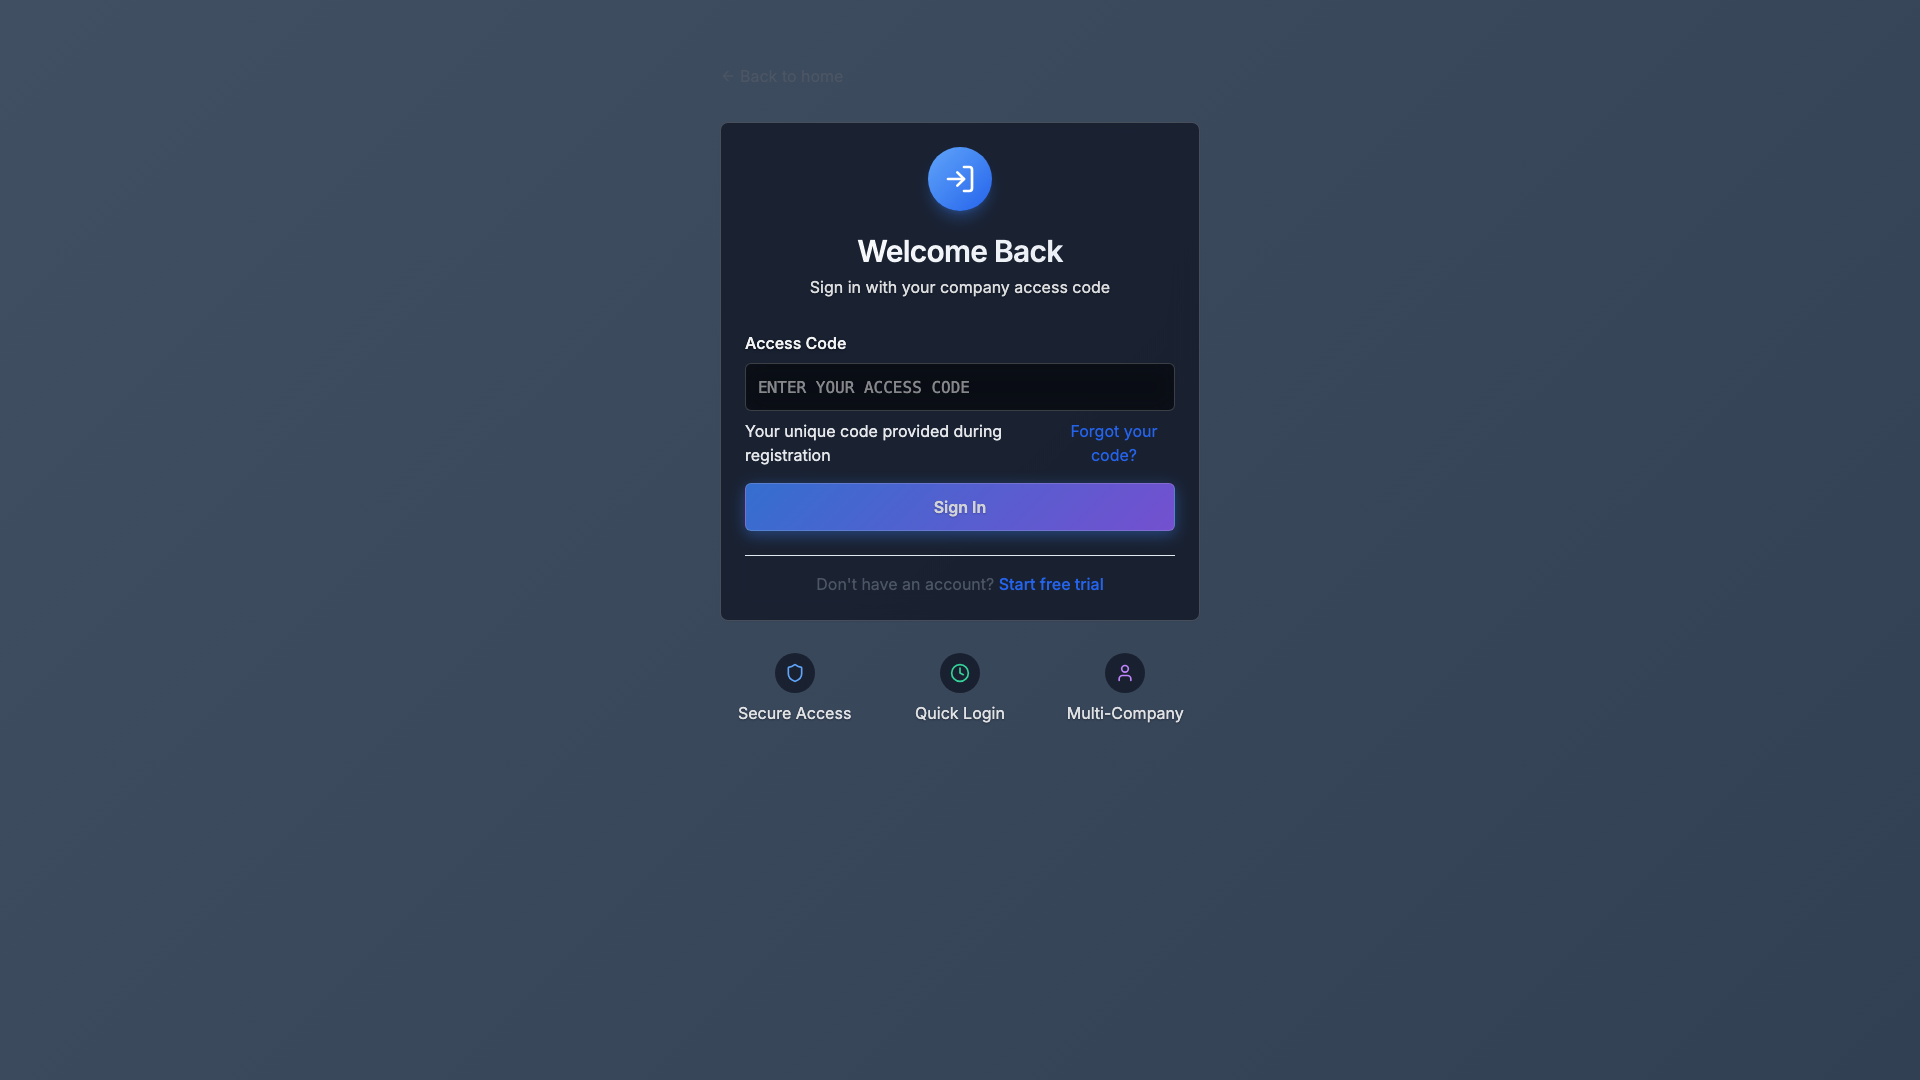 ← Back to home
Welcome Back
Sign in with your company access code
Access Code
ENTER YOUR ACCESS CODE
Your unique code provided during
registration
Forgot your
code?
Sign In
Don't have an account? Start free trial
Secure Access
Quick Login
Multi-Company